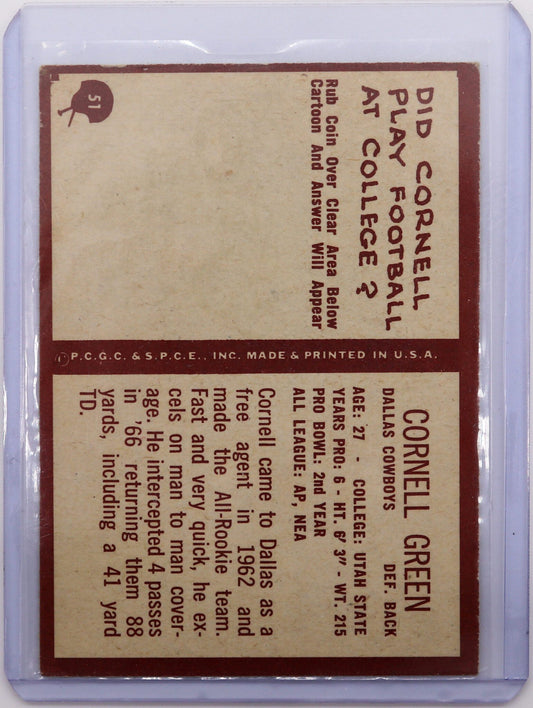 51
DID CORNELL
PLAY FOOTBALL
AT COLLEGE?
Rub Coin Over Clear Area Below
Cartoon And Answer Will Appear
© P.C.G.C. & S.P.C.E., INC. MADE & PRINTED IN U.S.A.
CORNELL GREEN
DALLAS COWBOYS DEF. BACK
AGE: 27 - COLLEGE: UTAH STATE
YEARS PRO: 6 - HT. 6' 3" - WT. 215
PRO BOWL: 2nd YEAR
ALL LEAGUE: AP, NEA
Cornell came to Dallas as a
free agent in 1962 and
made the All-Rookie team.
Fast and very quick, he ex-
cels on man to man cover-
age. He intercepted 4 passes
in '66 returning them 88
yards, including a 41 yard
TD.